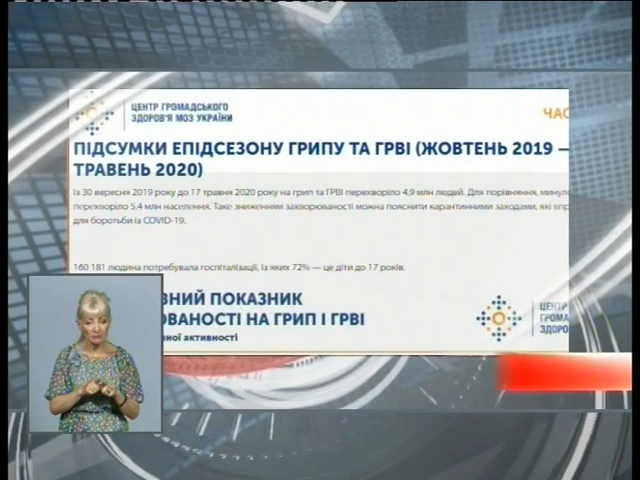 ЦЕНТР ГРОМАДСЬКОГО
ЗДОРОВ'Я МОЗ УКРАЇНИ
ЧАС
ПІДСУМКИ ЕПІДСЕЗОНУ ГРИПУ ТА ГРВІ (ЖОВТЕНЬ 2019 –
ТРАВЕНЬ 2020)
Із 30 вересня 2019 року до 17 травня 2020 року на грип та ГРВІ перехворіло 4,9 млн людей. Для порівняння, минул
перехворіло 5,4 млн населення. Таке зниженням захворюваності можна пояснити карантинними заходами, які впр
для боротьби із COVID-19.
160 181 людина потребувала госпіталізації, із яких 72% — це діти до 17 років.
ВНИЙ ПОКАЗНИК
ОВАНОСТІ НА ГРИП І ГРВІ
ної активності
ЦЕНТ
ГРОМА
ЗДОРО